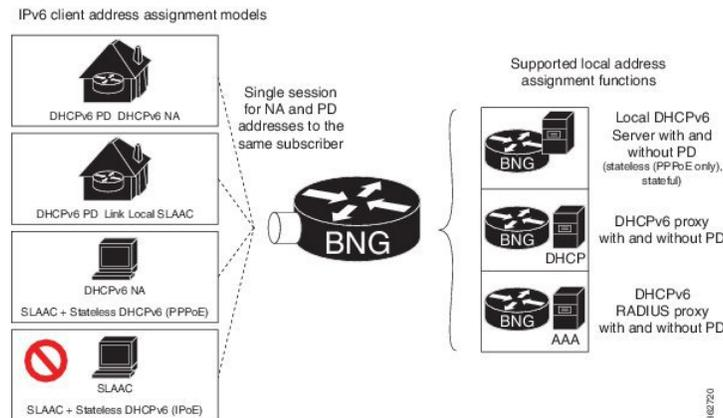 IPv6 client address assignment models
DHCPv6 PD DHCPv6 NA
DHCPv6 PD Link Local SLAAC
DHCPv6 NA
SLAAC + Stateless DHCPv6 (PPPoE)
SLAAC
SLAAC + Stateless DHCPv6 (IPoE)
Single session
for NA and PD
addresses to the
same subscriber
BNG
Supported local address
assignment functions
BNG
Local DHCPv6
Server with and
without PD
(stateless (PPPoE only),
stateful)
BNG
DHCP
DHCPv6 proxy
with and without PD
BNG
AAA
DHCPv6
RADIUS proxy
with and without PD